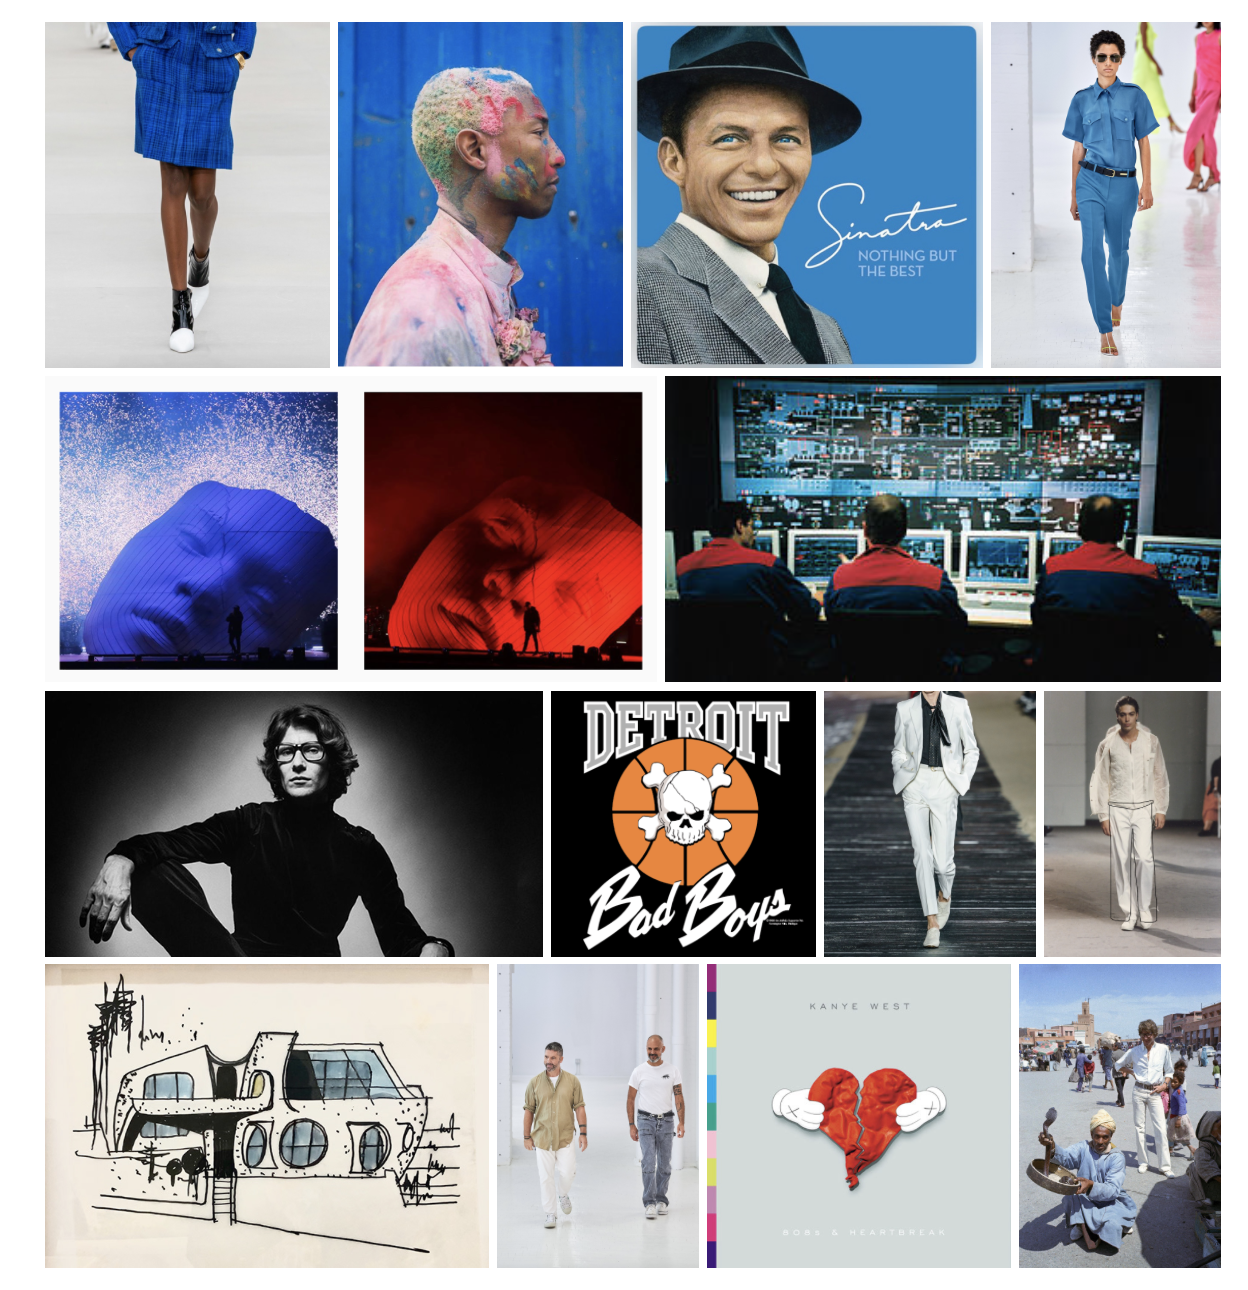 Sinatra
NOTHING BUT
THE BEST
DETROIT
Bad Boys
KANYE WEST
808s & HEARTBREAK